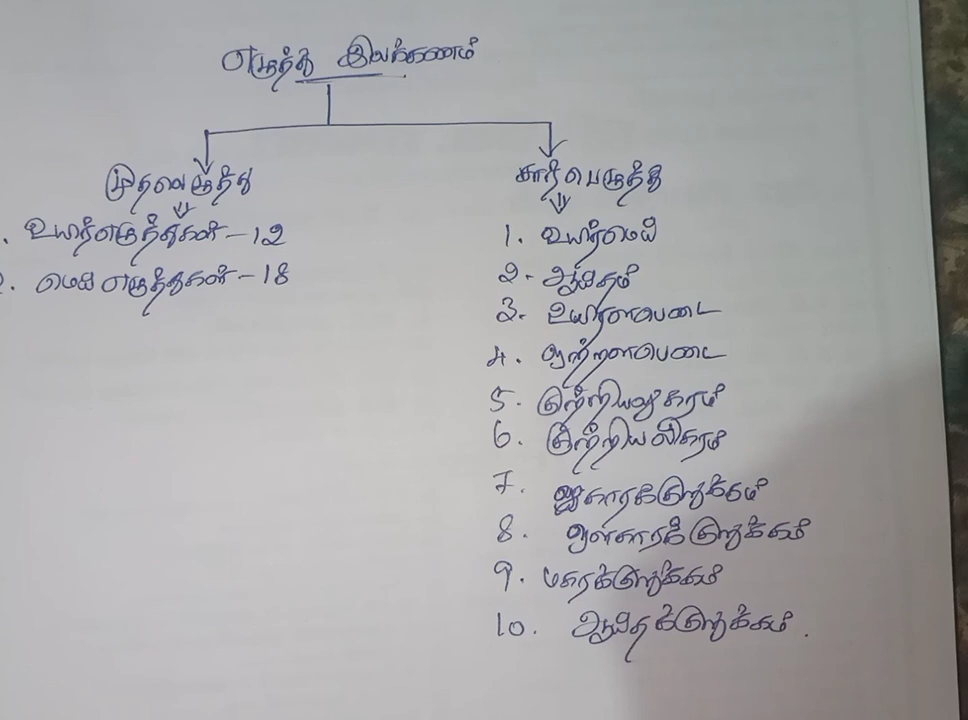 எழுத்து இலக்கணம்
முதலெழுத்து
. உயிர்எழுத்துகள் - 12
2. மெய்எழுத்துகள் - 18
சார்பெழுத்து
1. உயிர்மெய்
2. ஆய்தம்
3. உயிரளபெடை
4. ஒற்றளபெடை
5. குற்றியலுகரம்
6. குற்றியலிகரம்
7. ஐகாரக்குறுக்கம்
8. ஔகாரக்குறுக்கம்
9. மகரக்குறுக்கம்
10. ஆய்தக்குறுக்கம்.